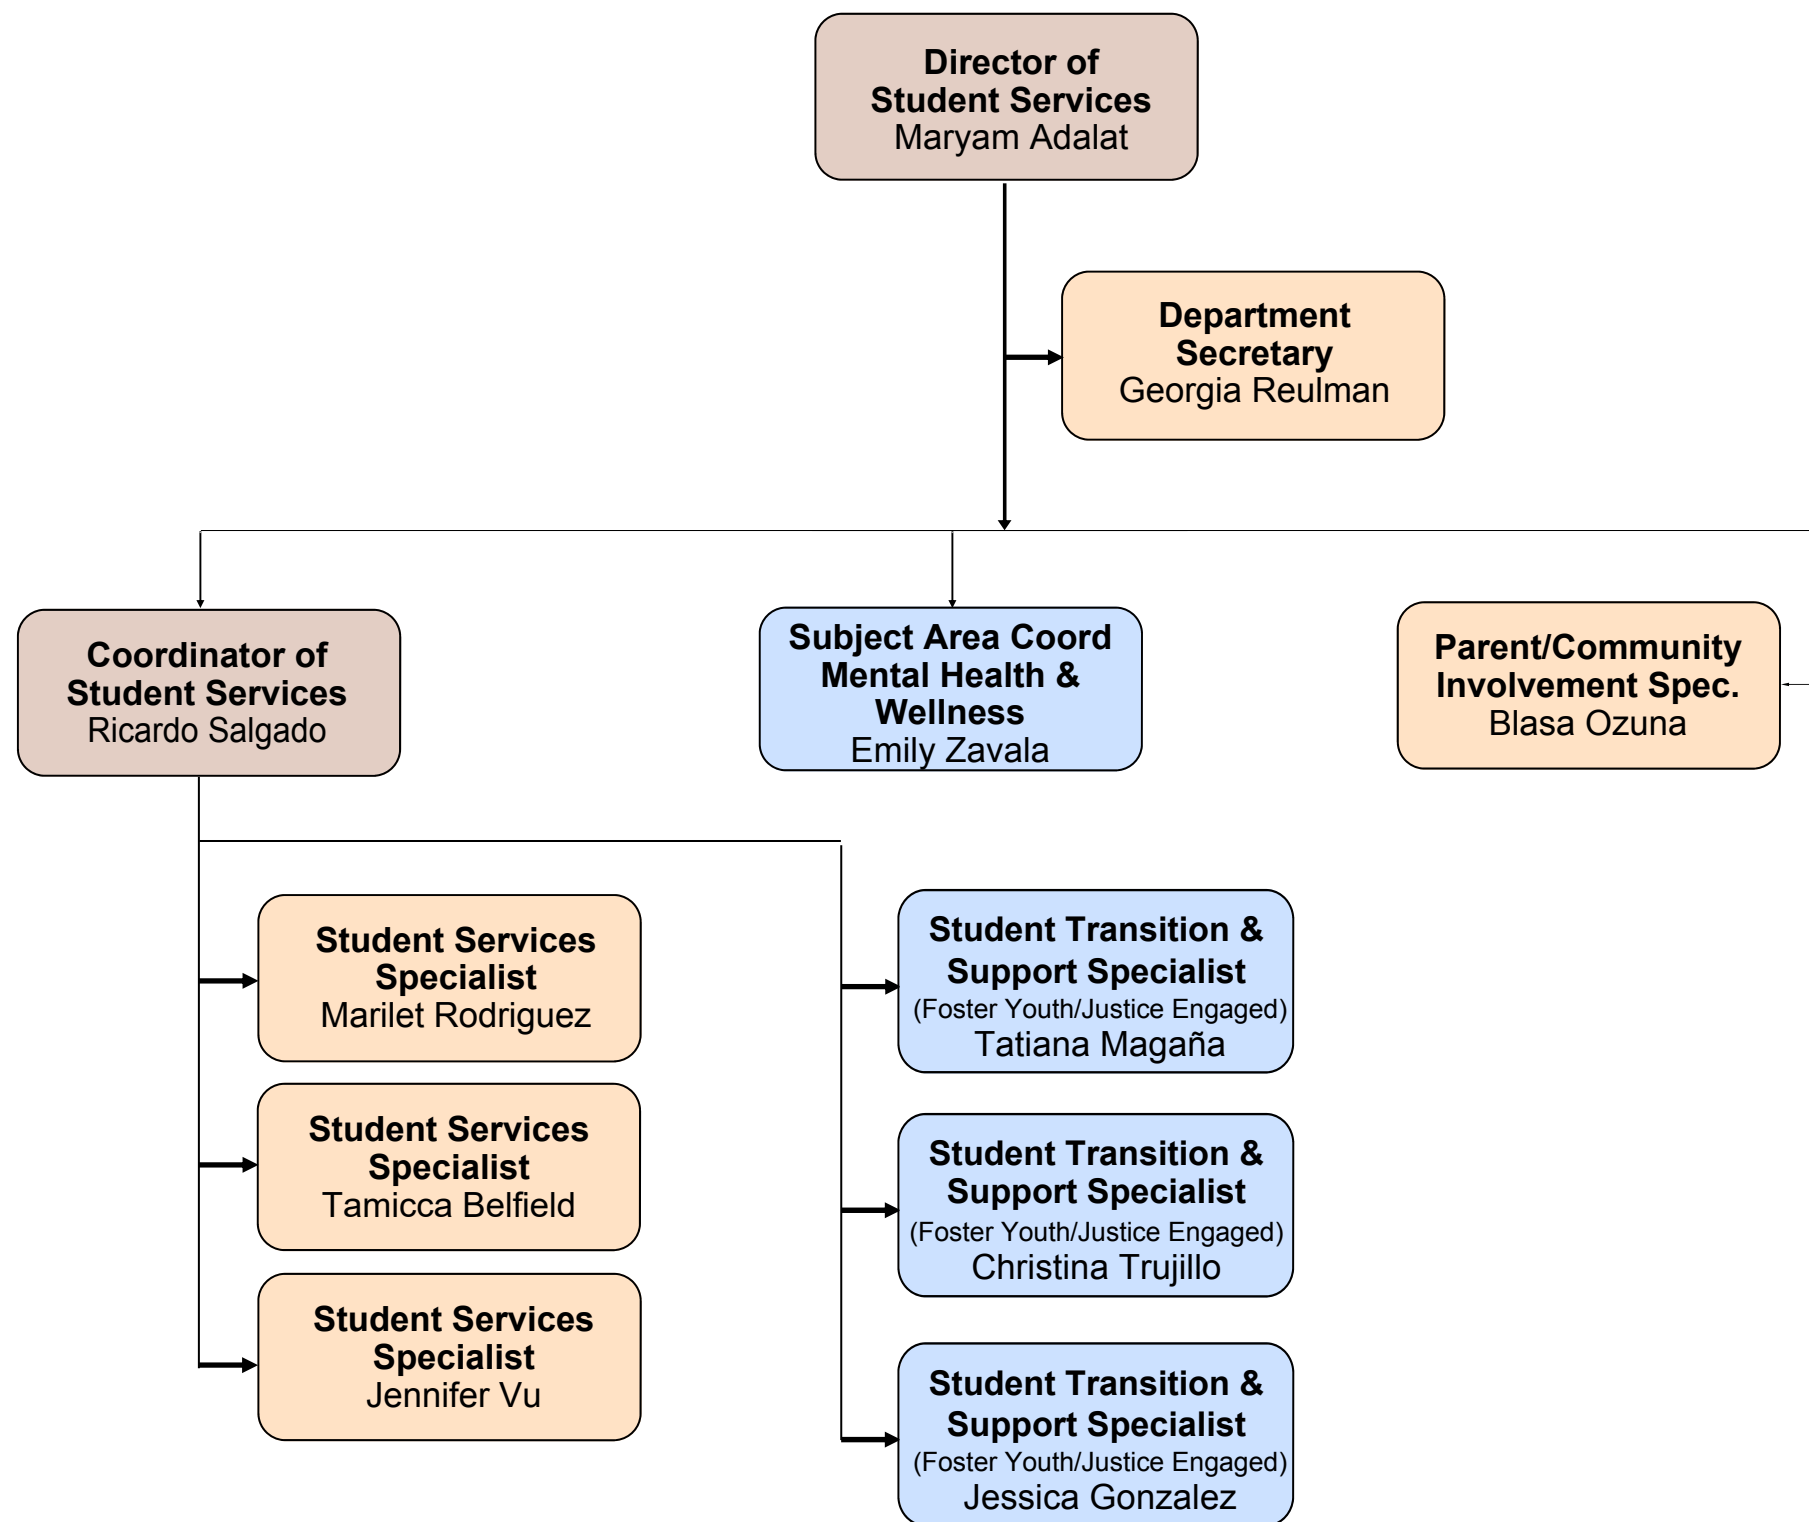 Director of
Student Services
Maryam Adalat
Department
Secretary
Georgia Reulman
Coordinator of
Student Services
Ricardo Salgado
Subject Area Coord
Mental Health &
Wellness
Emily Zavala
Parent/Community
Involvement Spec.
Blasa Ozuna
Student Services
Specialist
Marilet Rodriguez
Student Services
Specialist
Tamicca Belfield
Student Services
Specialist
Jennifer Vu
Student Transition &
Support Specialist
(Foster Youth/Justice Engaged)
Tatiana Magaña
Student Transition &
Support Specialist
(Foster Youth/Justice Engaged)
Christina Trujillo
Student Transition &
Support Specialist
(Foster Youth/Justice Engaged)
Jessica Gonzalez